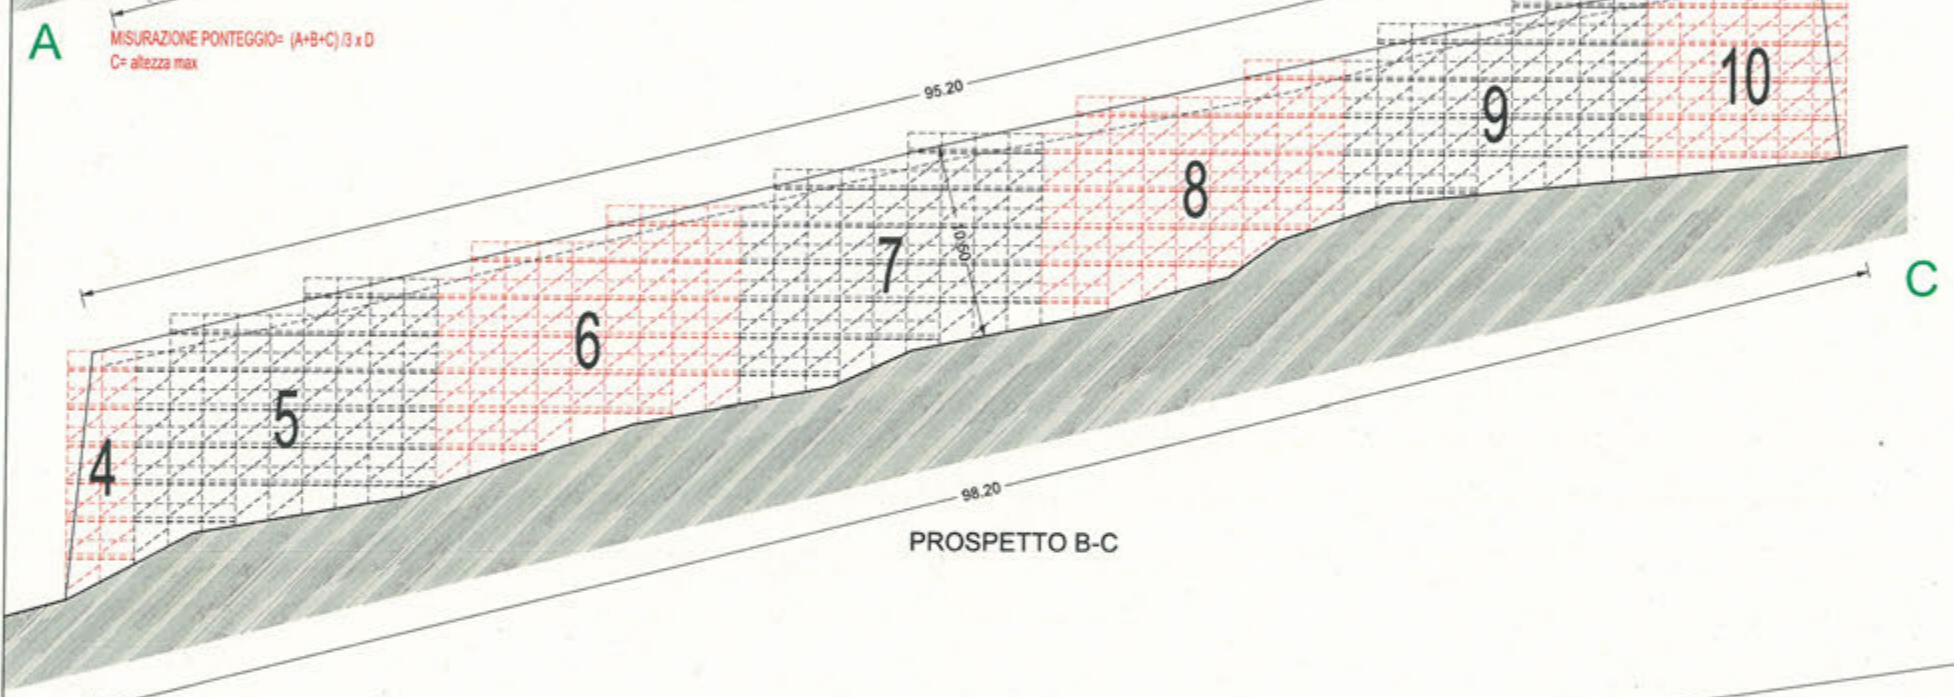 A
MISURAZIONE PONTEGGIO= (A+B+C) /3 x D
C= altezza max
95.20
10
9
8
7
10.60
6
5
4
C
98.20
PROSPETTO B-C